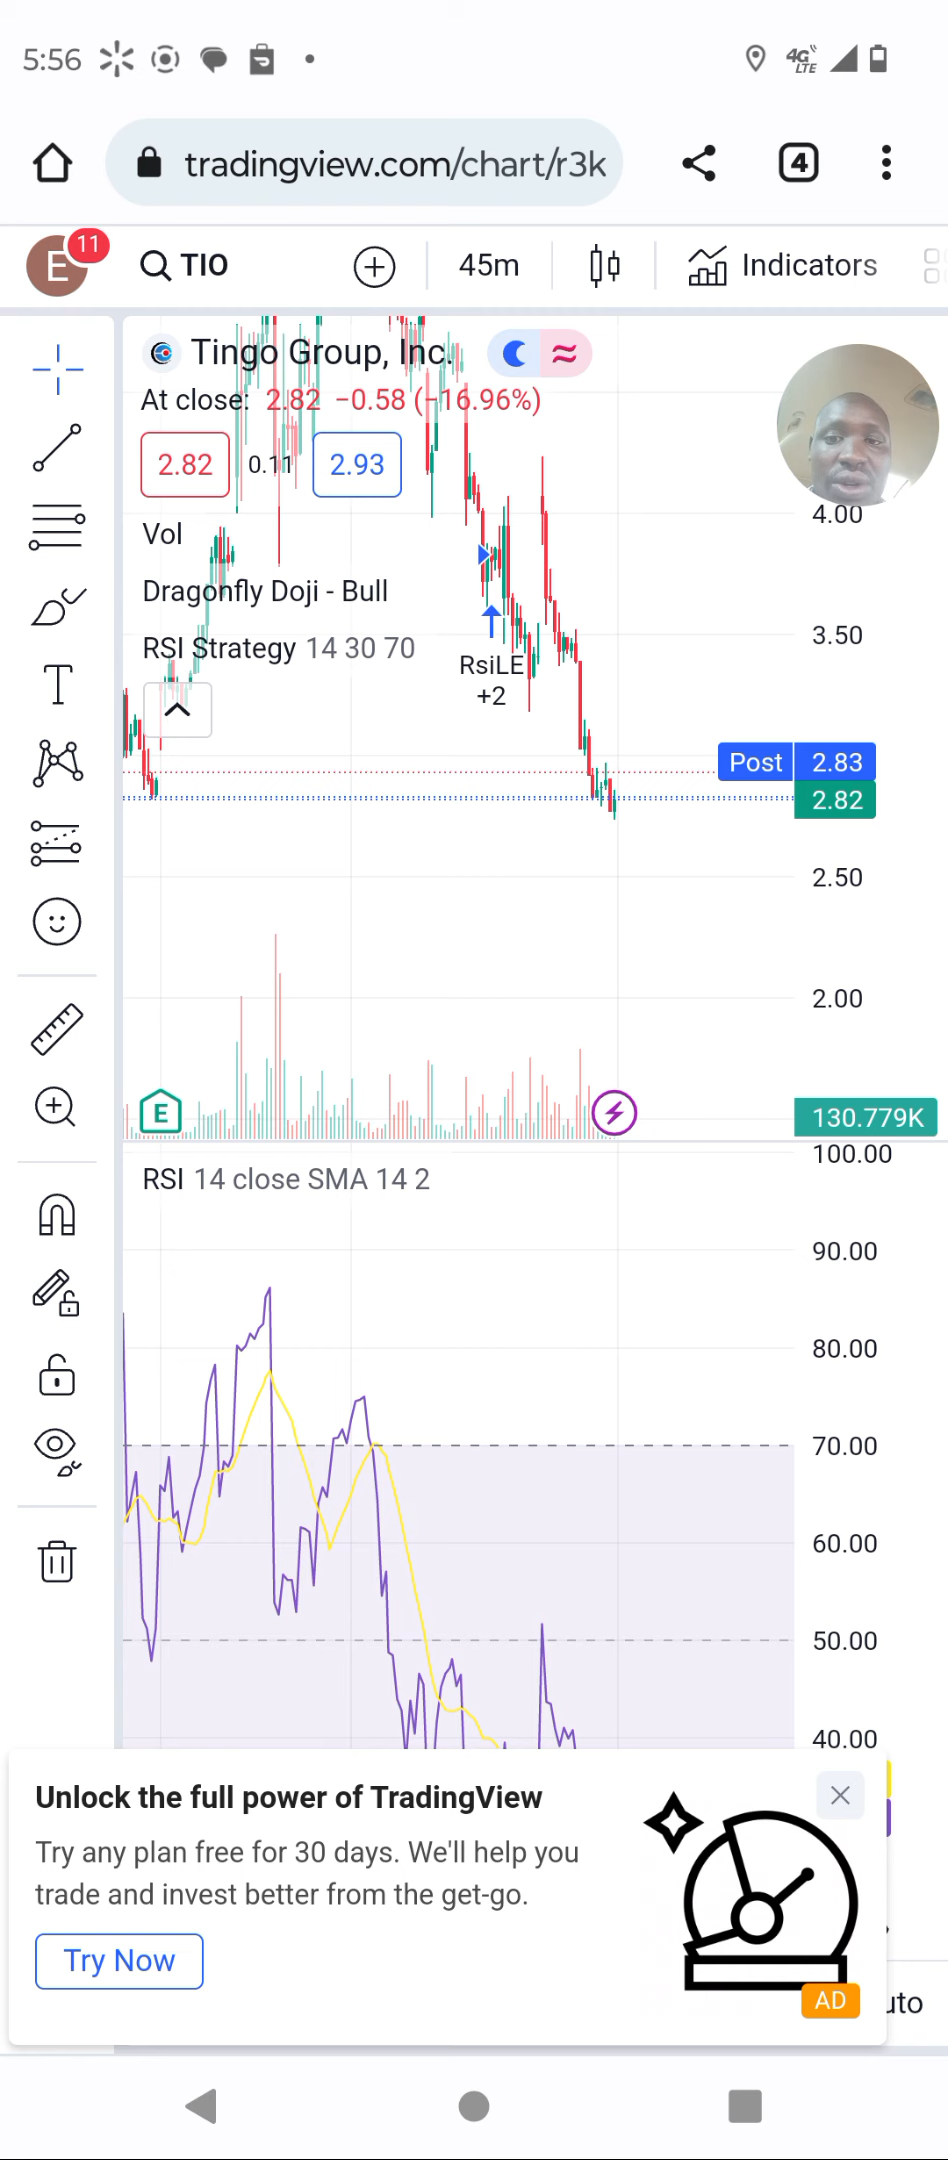 5:56
4G LTE
tradingview.com/chart/r3k
4
E
11
TIO
45m
Indicators
Tingo Group, Inc.
At close: 2.82 −0.58 (−16.96%)
2.82 0.11 2.93
Vol
Dragonfly Doji - Bull
RSI Strategy 14 30 70
RsiLE
+2
4.00
3.50
Post 2.83
2.82
2.50
2.00
E
130.779K
RSI 14 close SMA 14 2
100.00
90.00
80.00
70.00
60.00
50.00
40.00
Unlock the full power of TradingView
Try any plan free for 30 days. We'll help you
trade and invest better from the get-go.
Try Now
AD
uto